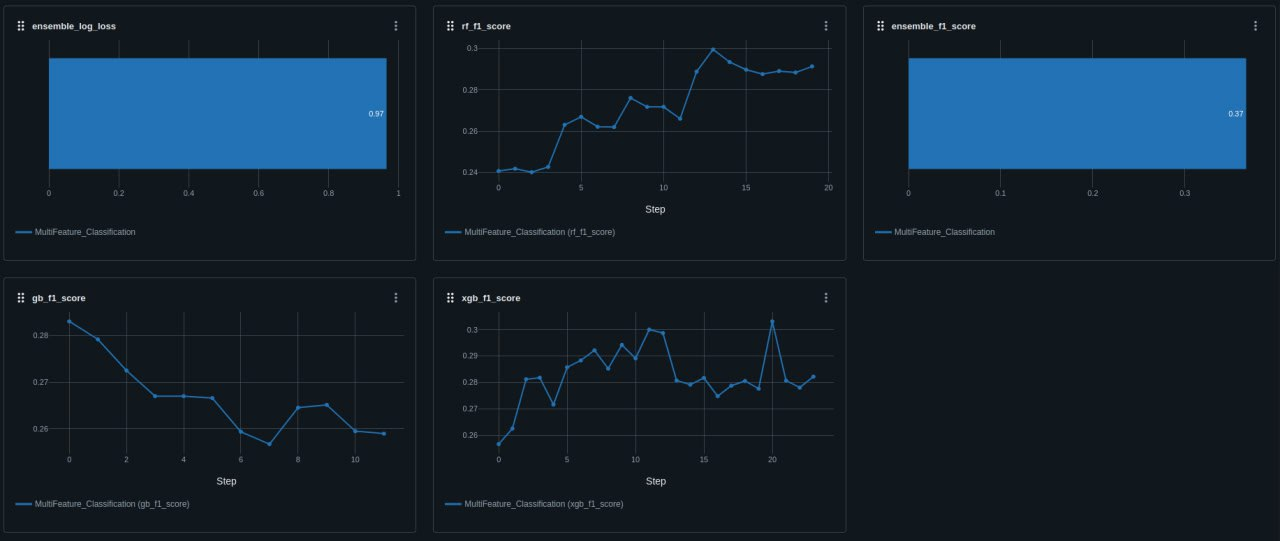 ensemble_log_loss
0.97
0 0.2 0.4 0.6 0.8 1
MultiFeature_Classification
rf_f1_score
0.3
0.28
0.26
0.24
0 5 10 15 20
Step
MultiFeature_Classification (rf_f1_score)
ensemble_f1_score
0.37
0 0.1 0.2 0.3
MultiFeature_Classification
gb_f1_score
0.28
0.27
0.26
0 2 4 6 8 10
Step
MultiFeature_Classification (gb_f1_score)
xgb_f1_score
0.3
0.29
0.28
0.27
0.26
0 5 10 15 20
Step
MultiFeature_Classification (xgb_f1_score)